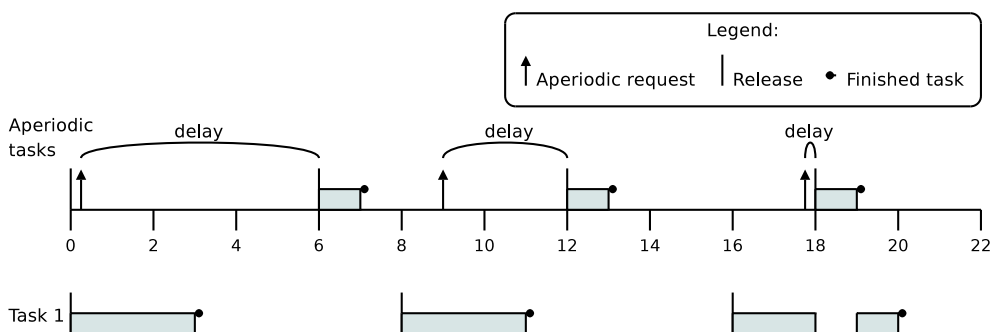 Legend:
Aperiodic request
Release
Finished task
Aperiodic
tasks
delay
delay
delay
0 2 4 6 8 10 12 14 16 18 20 22
Task 1